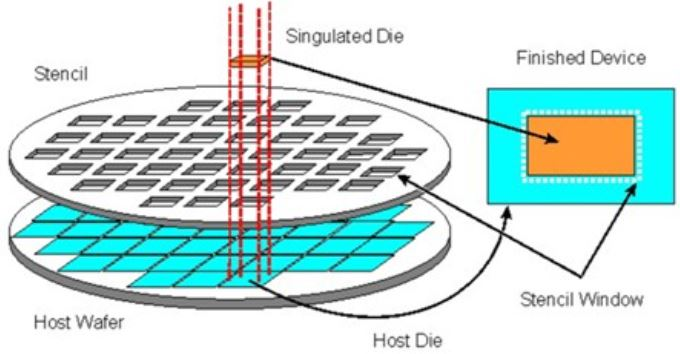 Singulated Die
Stencil
Finished Device
Host Wafer
Host Die
Stencil Window